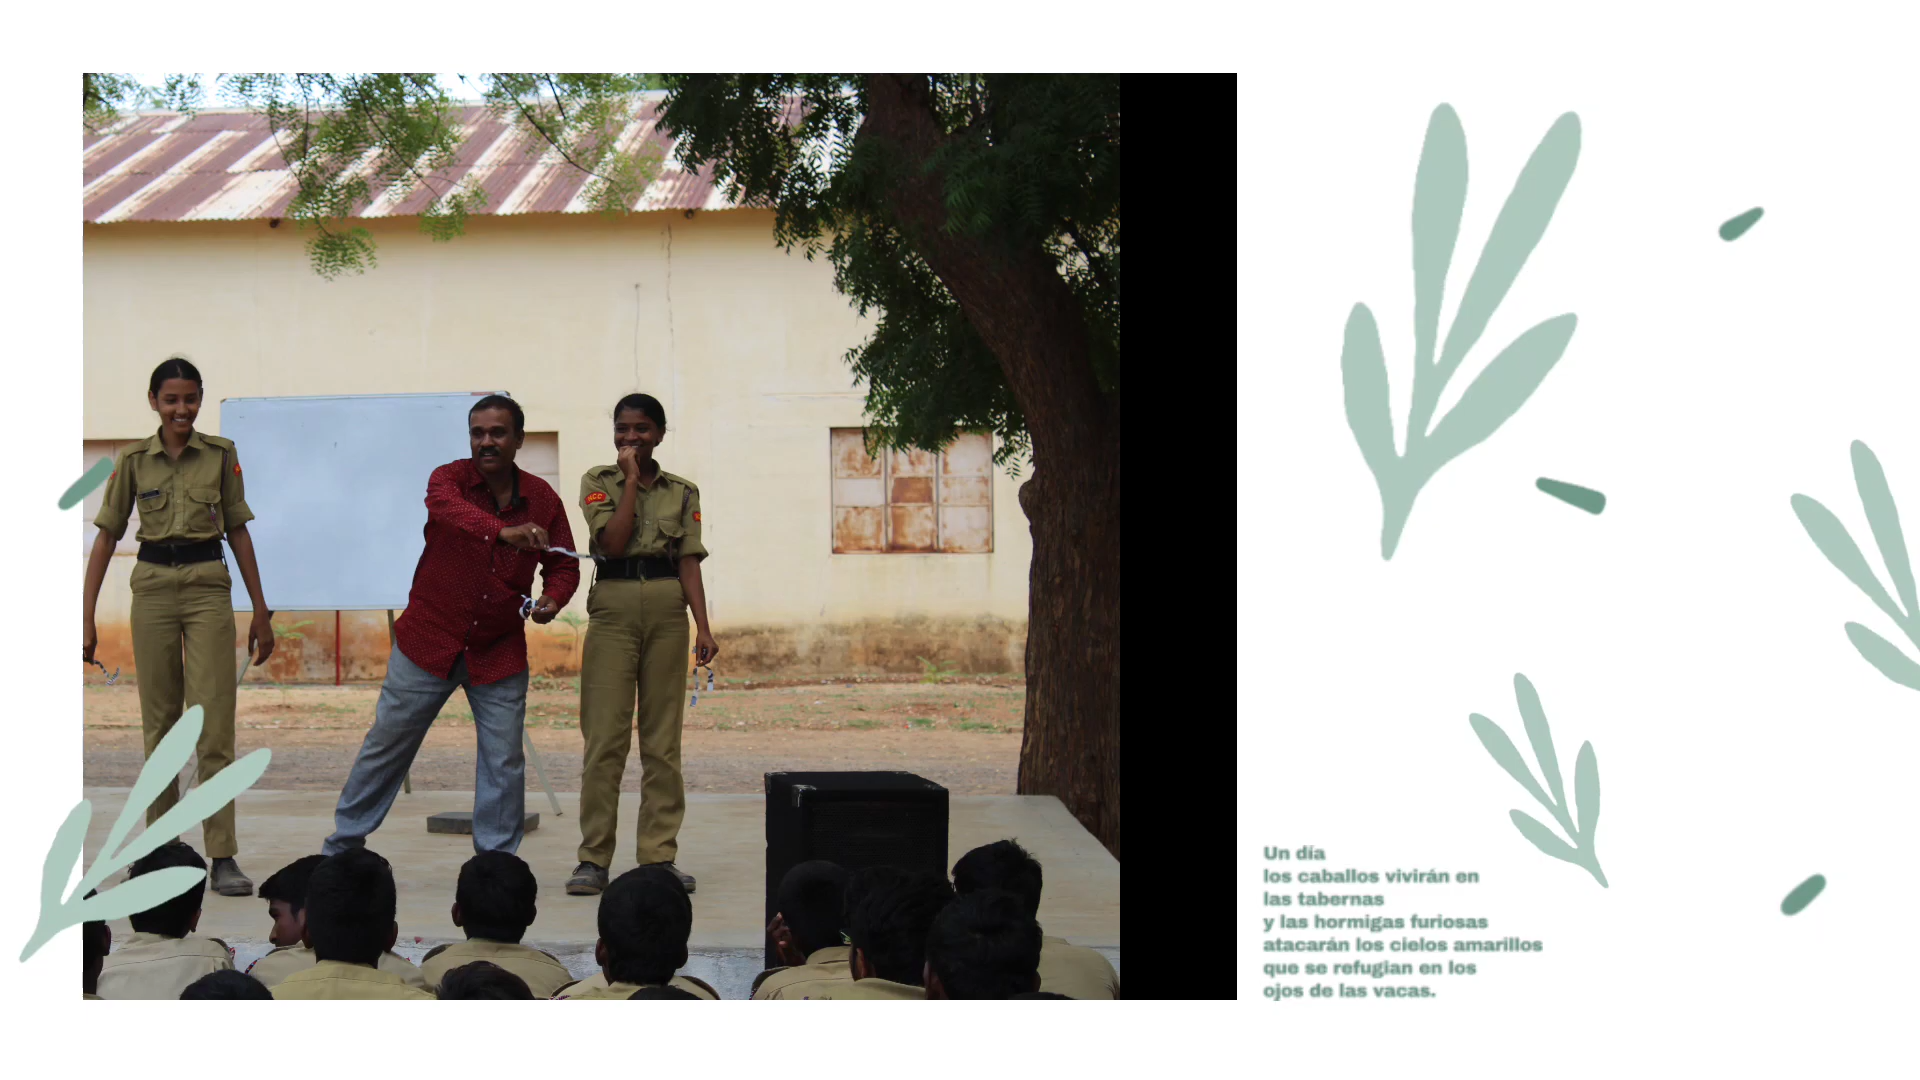 NCC
Un día
los caballos vivirán en
las tabernas
y las hormigas furiosas
atacarán los cielos amarillos
que se refugian en los
ojos de las vacas.